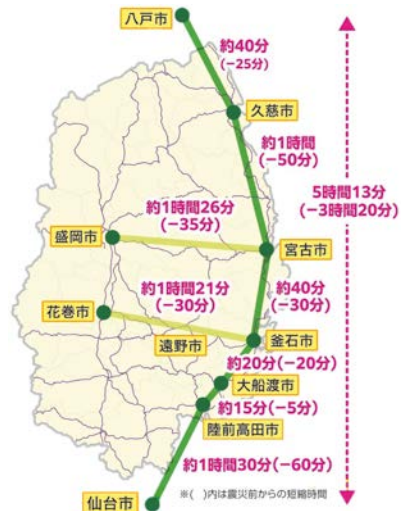 八戸市
約40分
(-25分)
久慈市
約1時間
(-50分)
5時間13分
(-3時間20分)
約1時間26分
(-35分)
盛岡市
宮古市
約1時間21分
(-30分)
約40分
(-30分)
花巻市
遠野市
釜石市
約20分(-20分)
大船渡市
約15分(-5分)
陸前高田市
約1時間30分(-60分)
仙台市
※( )内は震災前からの短縮時間